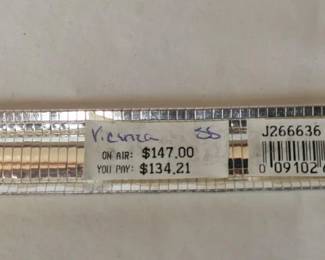 Vicenza SS
ON AIR: $147.00
YOU PAY: $134.21
J266636
0 09102